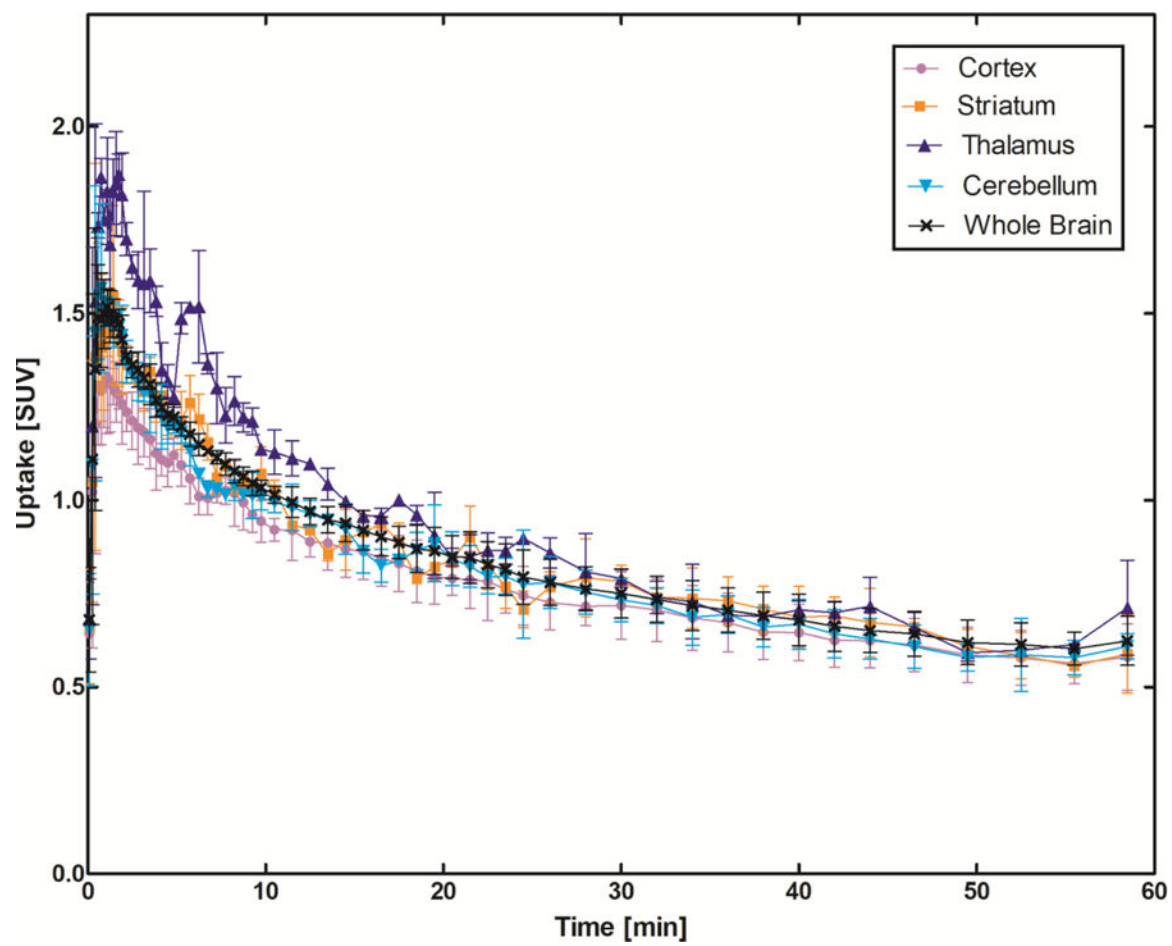 Cortex
Striatum
Thalamus
Cerebellum
Whole Brain
Uptake [SUV]
2.0
1.5
1.0
0.5
0.0
0 10 20 30 40 50 60
Time [min]